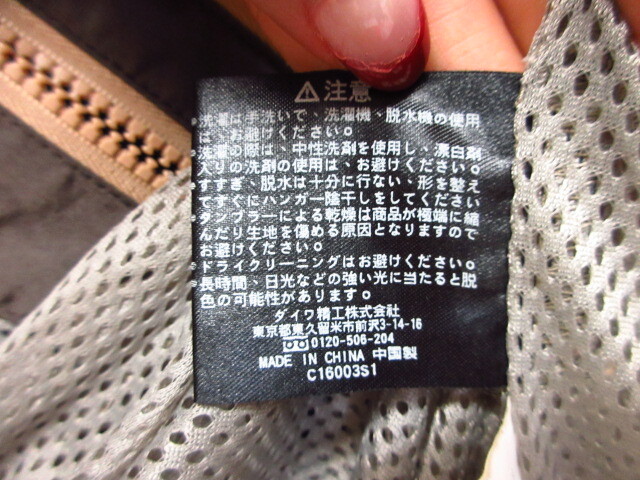 ⚠注意
●洗濯は手洗いで、洗濯機、脱水機の使用
は、お避けください。
●洗濯の際は、中性洗剤を使用し、漂白剤
入りの洗剤の使用は、お避けください。
●すすぎ、脱水は十分に行ない、形を整え
てすぐにハンガー陰干しをしてください。
●タンブラーによる乾燥は商品が極端に縮
んだり生地を傷める原因となりますので
お避けください。
●ドライクリーニングはお避けください。
●長時間、日光などの強い光に当たると脱
色の可能性があります。
ダイワ精工株式会社
東京都東久留米市前沢3-14-16
0120-506-204
MADE IN CHINA 中国製
C16003S1